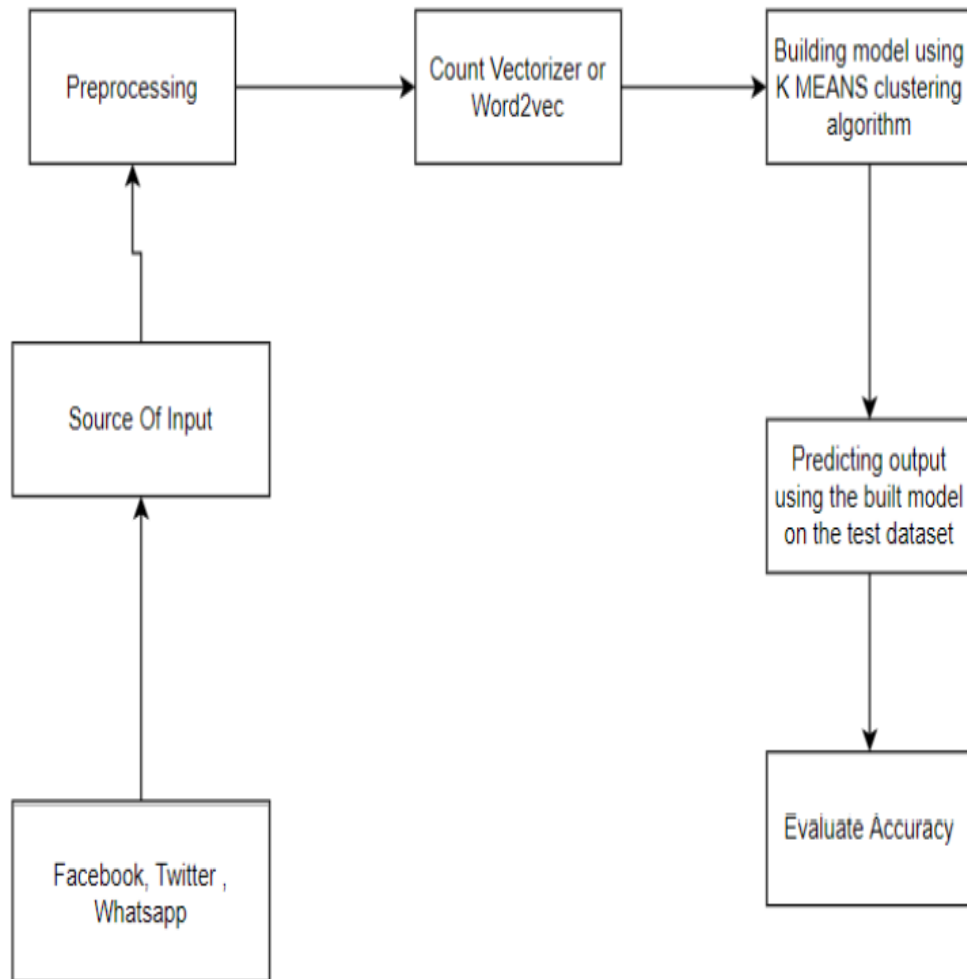 Preprocessing
Count Vectorizer or
Word2vec
Building model using
K MEANS clustering
algorithm
Source Of Input
Predicting output
using the built model
on the test dataset
Facebook, Twitter ,
Whatsapp
Evaluate Accuracy